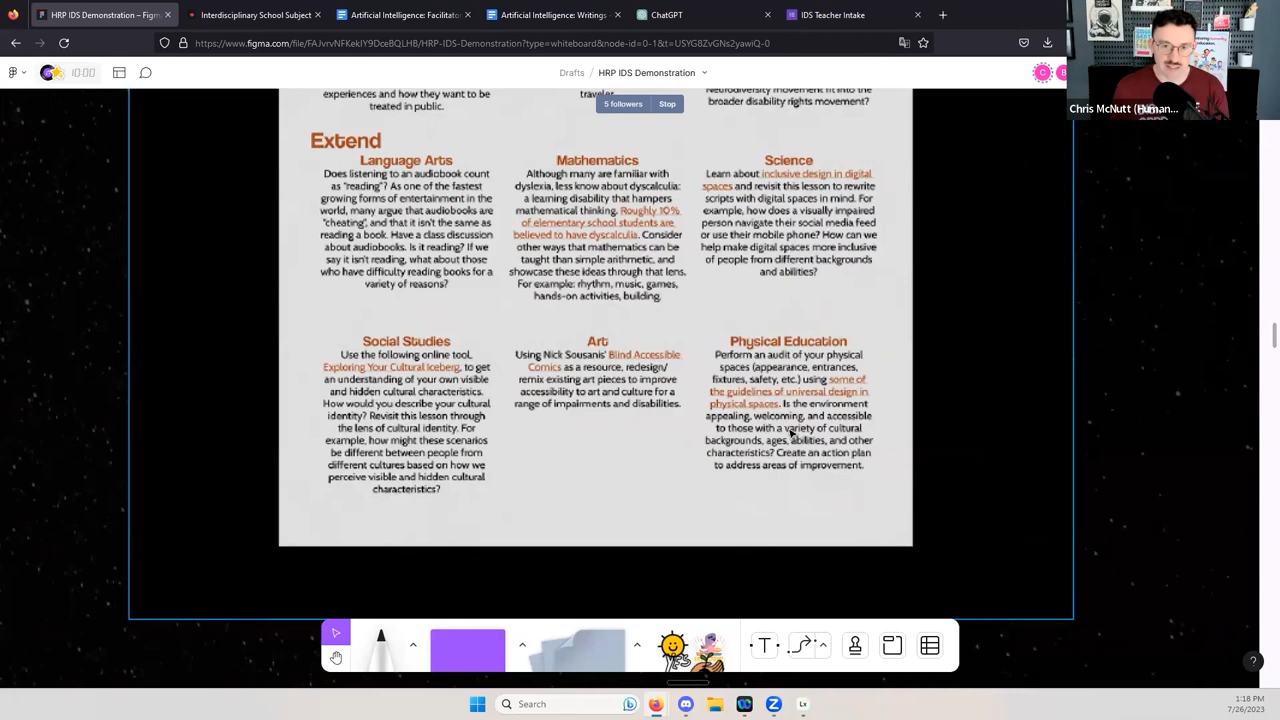 HRP IDS Demonstration – Figm
Interdisciplinary School Subject
Artificial Intelligence: Facilitati
Artificial Intelligence: Writings -
ChatGPT
IDS Teacher Intake
https://www.figma.com/file/FAJvrvNFKekIY9DceBQLHB/HRP-IDS-Demonstration?type=whiteboard&node-id=0-1&t=USYG8ZvGNs2yawiQ-0
10:00
Drafts / HRP IDS Demonstration
C
5 followers Stop
Chris McNutt (Human...
experiences and how they want to be
treated in public.
traveler.
Neurodiversity movement fit into the
broader disability rights movement?
Extend
Language Arts
Does listening to an audiobook count
as "reading"? As one of the fastest
growing forms of entertainment in the
world, many argue that audiobooks are
"cheating", and that it isn't the same as
reading a book. Have a class discussion
about audiobooks. Is it reading? If we
say it isn't reading, what about those
who have difficulty reading books for a
variety of reasons?
Mathematics
Although many are familiar with
dyslexia, less know about dyscalculia:
a learning disability that hampers
mathematical thinking. Roughly 10%
of elementary school students are
believed to have dyscalculia. Consider
other ways that mathematics can be
taught than simple arithmetic, and
showcase these ideas through that lens.
For example: rhythm, music, games,
hands-on activities, building.
Science
Learn about inclusive design in digital
spaces and revisit this lesson to rewrite
scripts with digital spaces in mind. For
example, how does a visually impaired
person navigate their social media feed
or use their mobile phone? How can we
help make digital spaces more inclusive
of people from different backgrounds
and abilities?
Social Studies
Use the following online tool,
Exploring Your Cultural Iceberg, to get
an understanding of your own visible
and hidden cultural characteristics.
How would you describe your cultural
identity? Revisit this lesson through
the lens of cultural identity. For
example, how might these scenarios
be different between people from
different cultures based on how we
perceive visible and hidden cultural
characteristics?
Art
Using Nick Sousanis' Blind Accessible
Comics as a resource, redesign/
remix existing art pieces to improve
accessibility to art and culture for a
range of impairments and disabilities.
Physical Education
Perform an audit of your physical
spaces (appearance, entrances,
fixtures, safety, etc.) using some of
the guidelines of universal design in
physical spaces. Is the environment
appealing, welcoming, and accessible
to those with a variety of cultural
backgrounds, ages, abilities, and other
characteristics? Create an action plan
to address areas of improvement.
YES
T
?
Search
Lx
1:18 PM
7/26/2023